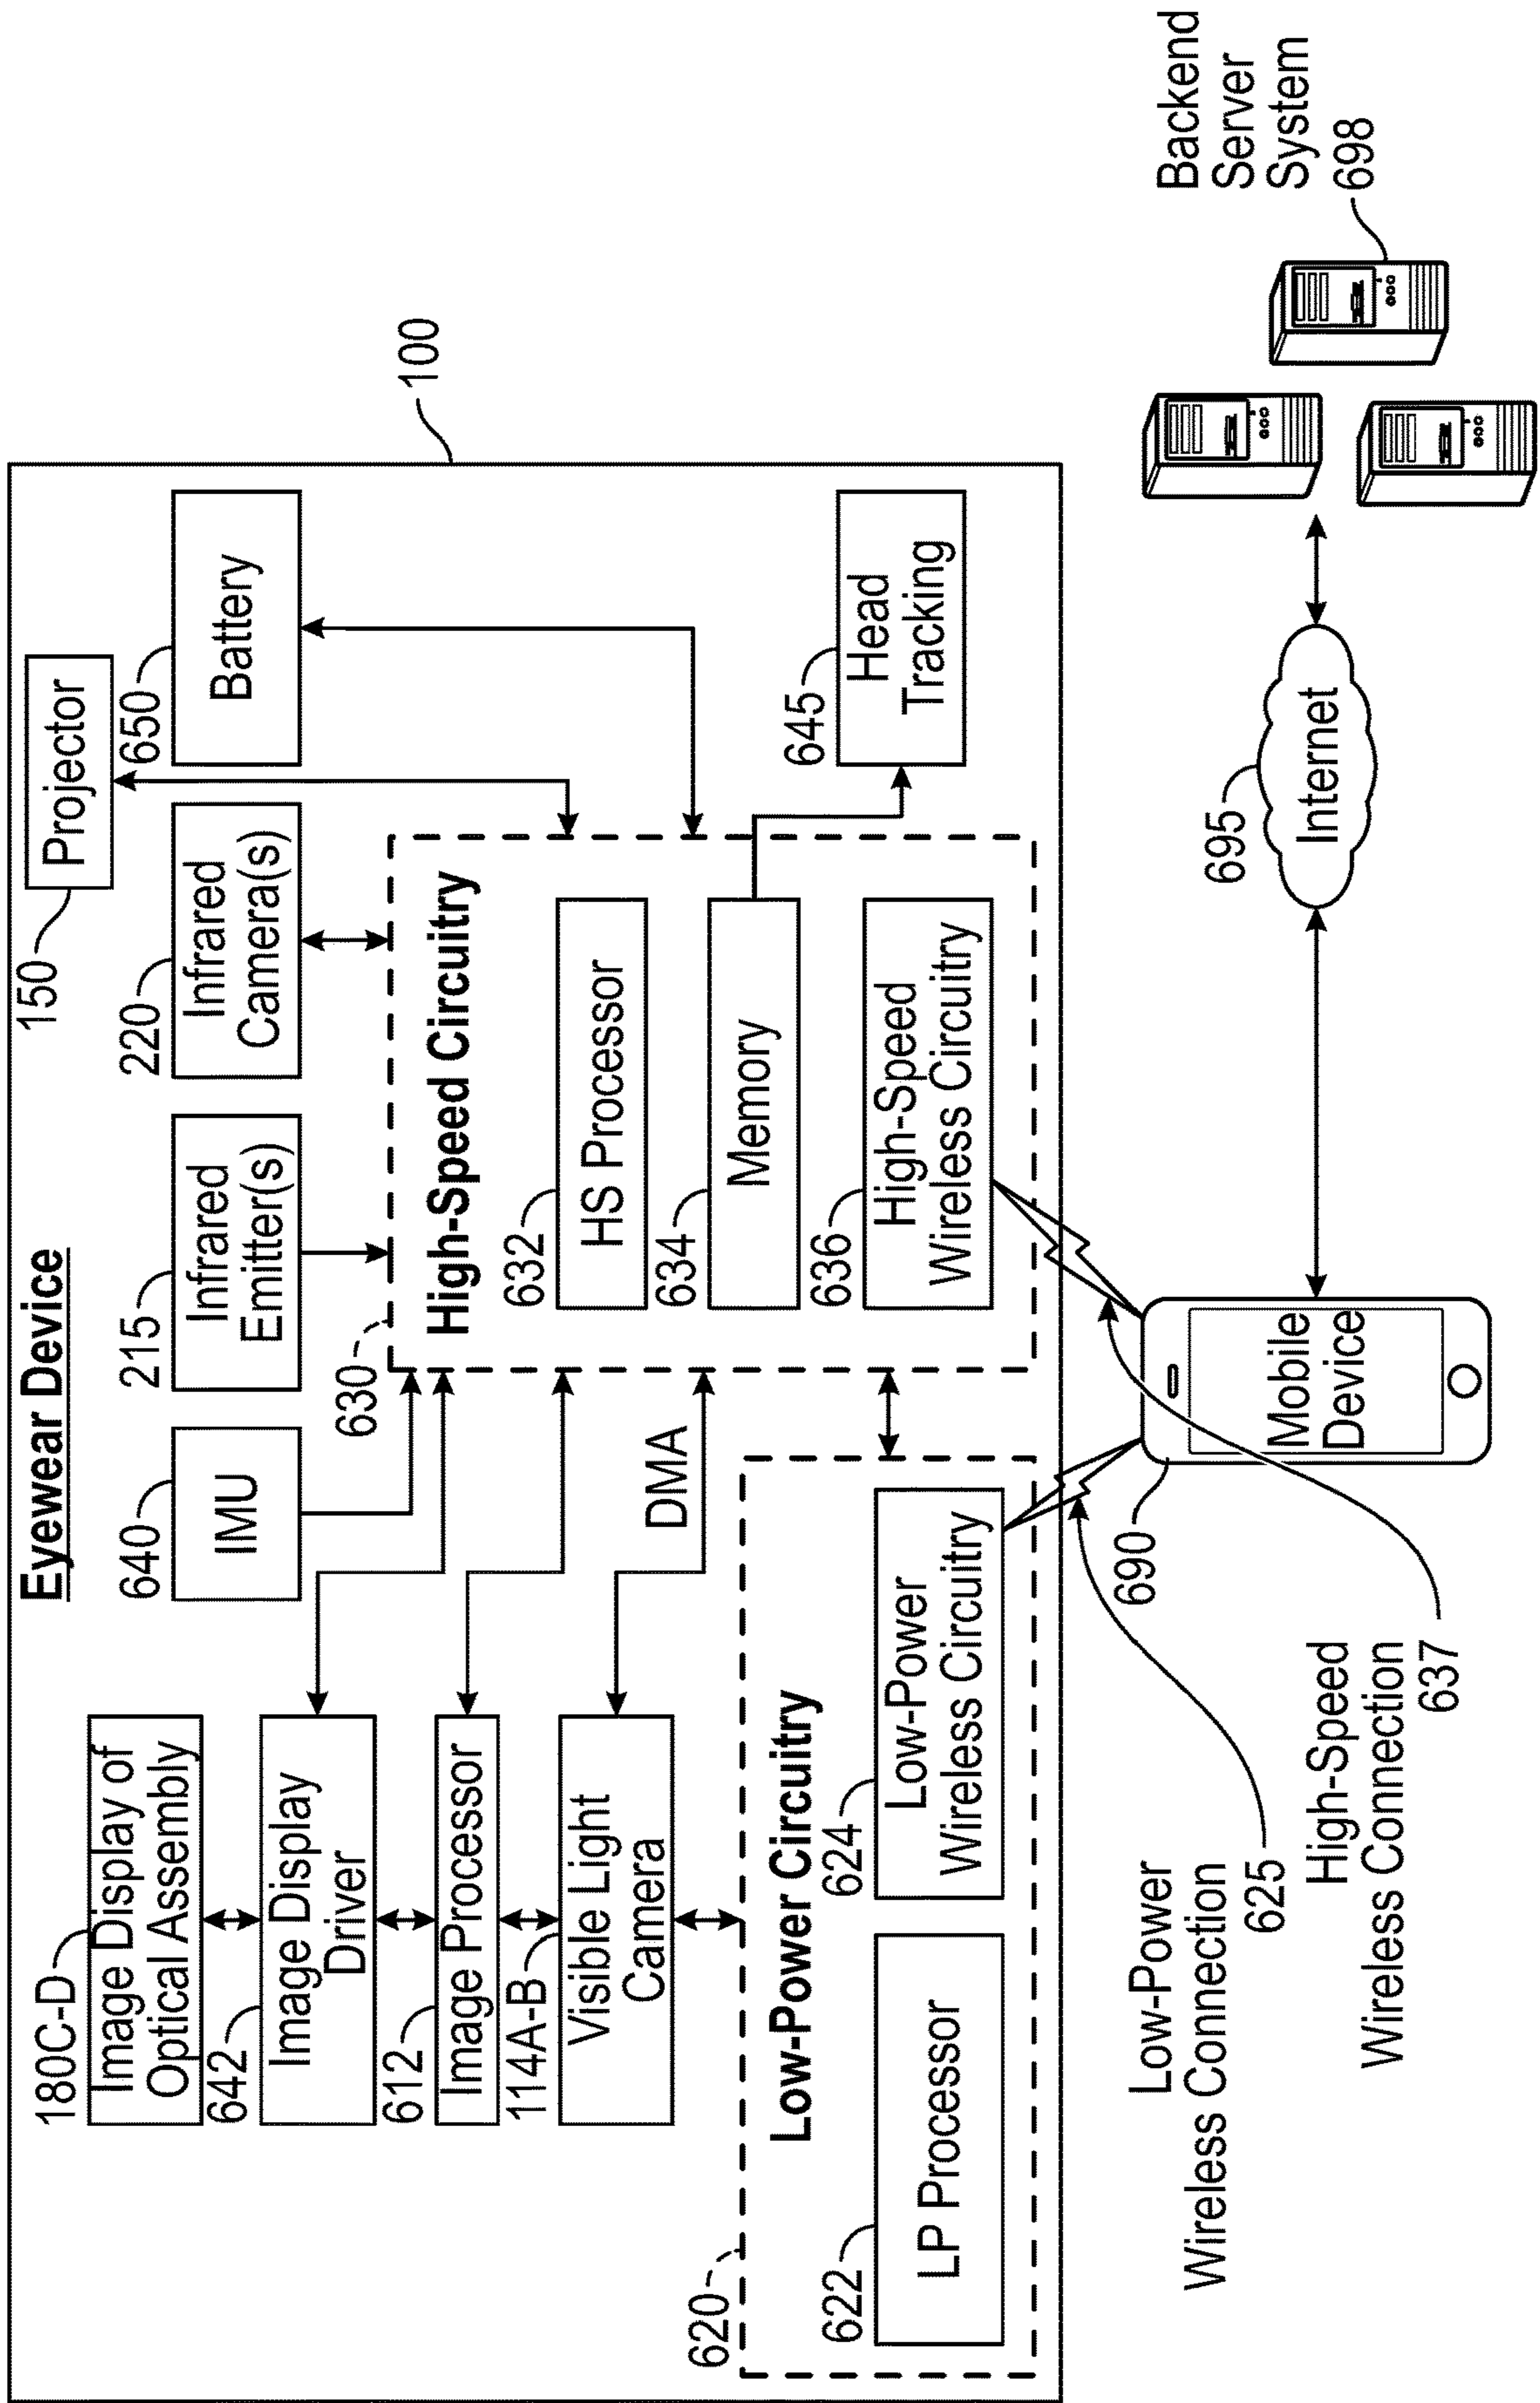 Eyewear Device
100
180C-D
Image Display of
Optical Assembly
642
Image Display
Driver
612
Image Processor
114A-B
Visible Light
Camera
640
IMU
215
Infrared
Emitter(s)
220
Infrared
Camera(s)
150
Projector
650
Battery
DMA
630
High-Speed Circuitry
632
HS Processor
634
Memory
636
High-Speed
Wireless Circuitry
645
Head
Tracking
620
Low-Power Circuitry
622
LP Processor
624
Low-Power
Wireless Circuitry
Low-Power
Wireless Connection
625
High-Speed
Wireless Connection
637
690
Mobile
Device
695
Internet
Backend
Server
System
698